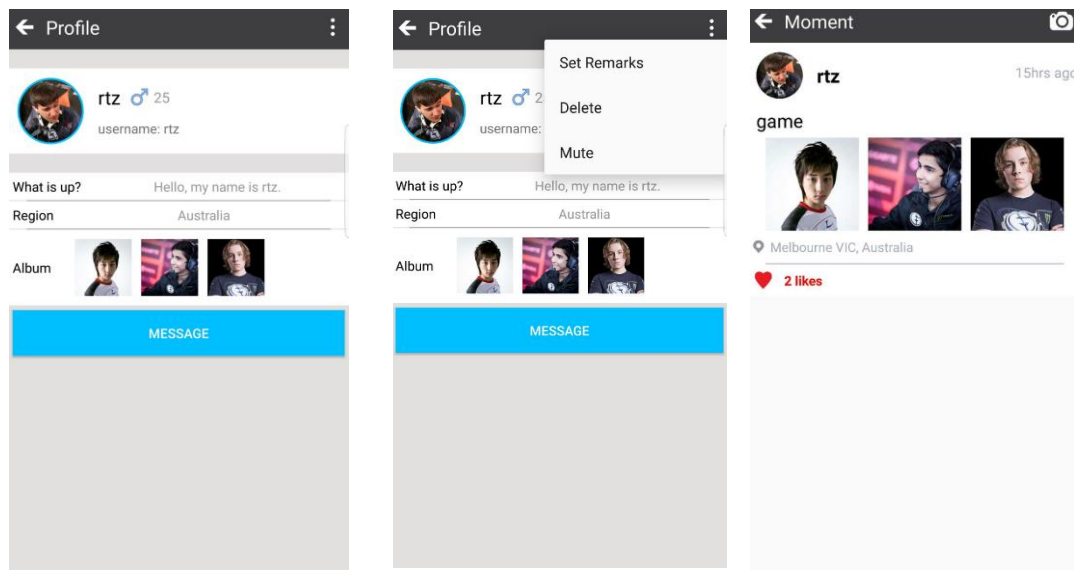 Profile
rtz 25
username: rtz
What is up? Hello, my name is rtz.
Region Australia
Album
MESSAGE
Profile
Set Remarks
Delete
Mute
rtz 2
username:
What is up? Hello, my name is rtz.
Region Australia
Album
MESSAGE
Moment
rtz 15hrs ago
game
Melbourne VIC, Australia
2 likes